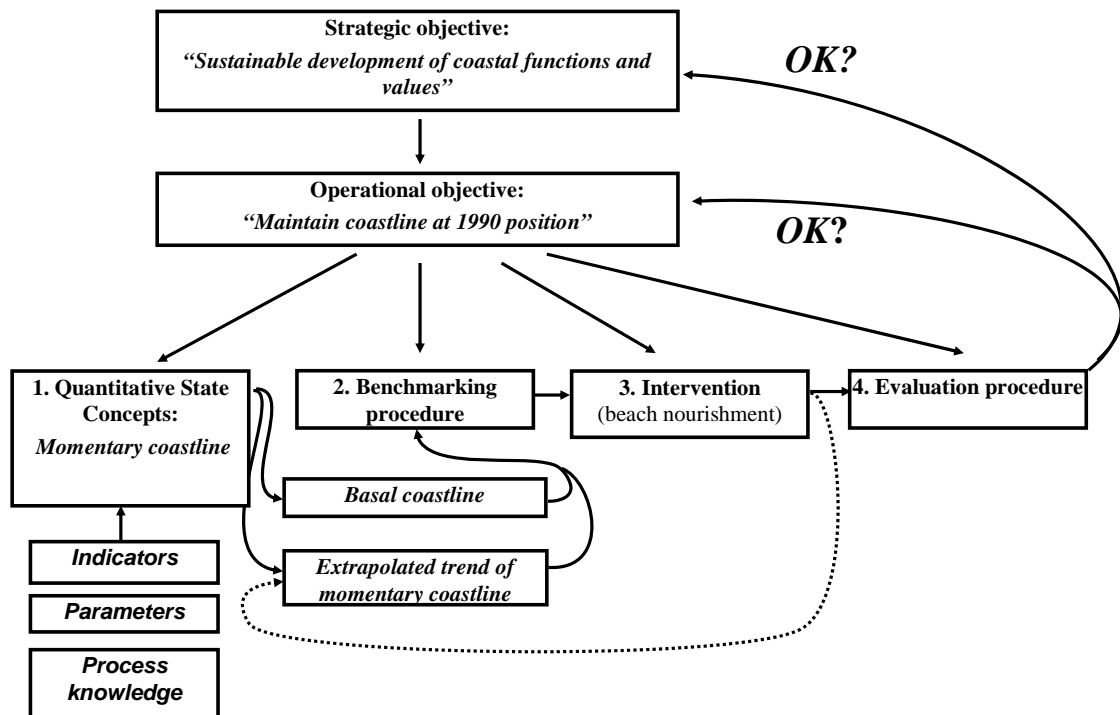 Strategic objective:
“Sustainable development of coastal functions and
values”
OK?
Operational objective:
“Maintain coastline at 1990 position”
OK?
1. Quantitative State
Concepts:
Momentary coastline
2. Benchmarking
procedure
3. Intervention
(beach nourishment)
4. Evaluation procedure
Basal coastline
Extrapolated trend of
momentary coastline
Indicators
Parameters
Process
knowledge